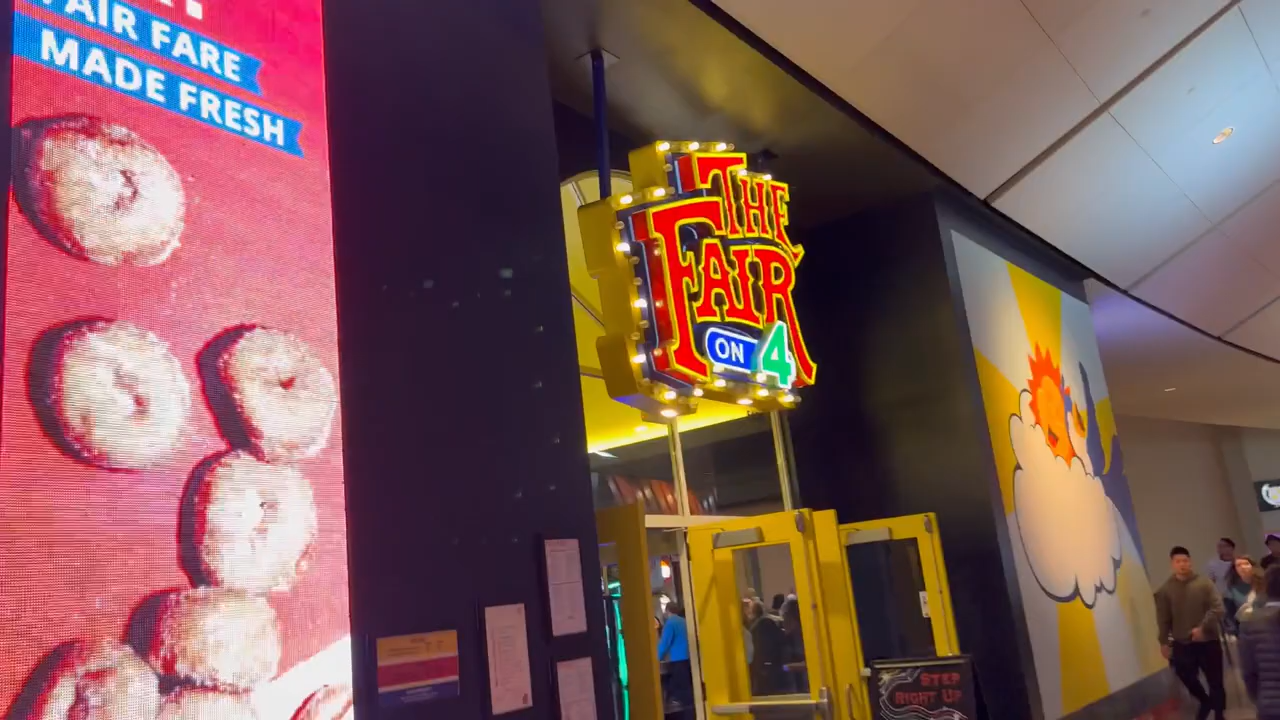 FAIR FARE
MADE FRESH
THE
FAIR
ON 4
STEP
RIGHT UP